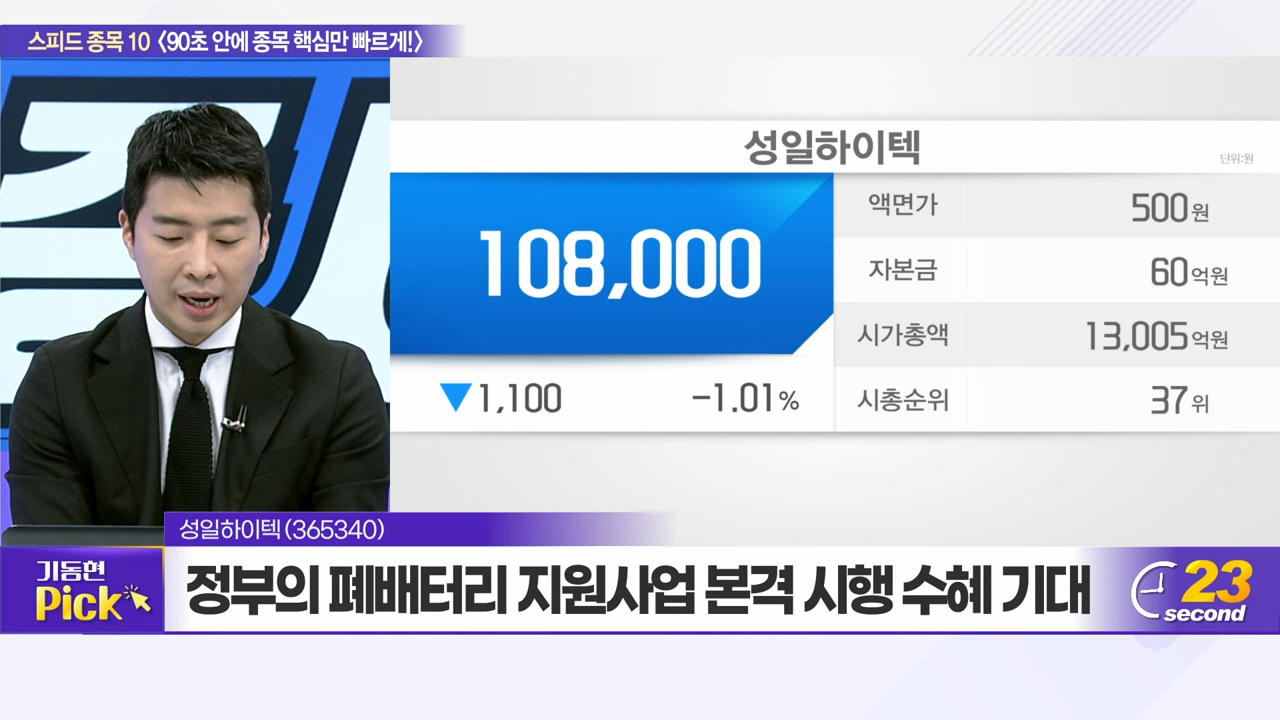 스피드 종목 10 〈90초 안에 종목 핵심만 빠르게!〉
성일하이텍
단위:원
108,000
▼1,100 -1.01%
액면가 500원
자본금 60억원
시가총액 13,005억원
시총순위 37위
성일하이텍(365340)
기동현
Pick
정부의 폐배터리 지원사업 본격 시행 수혜 기대
23
second